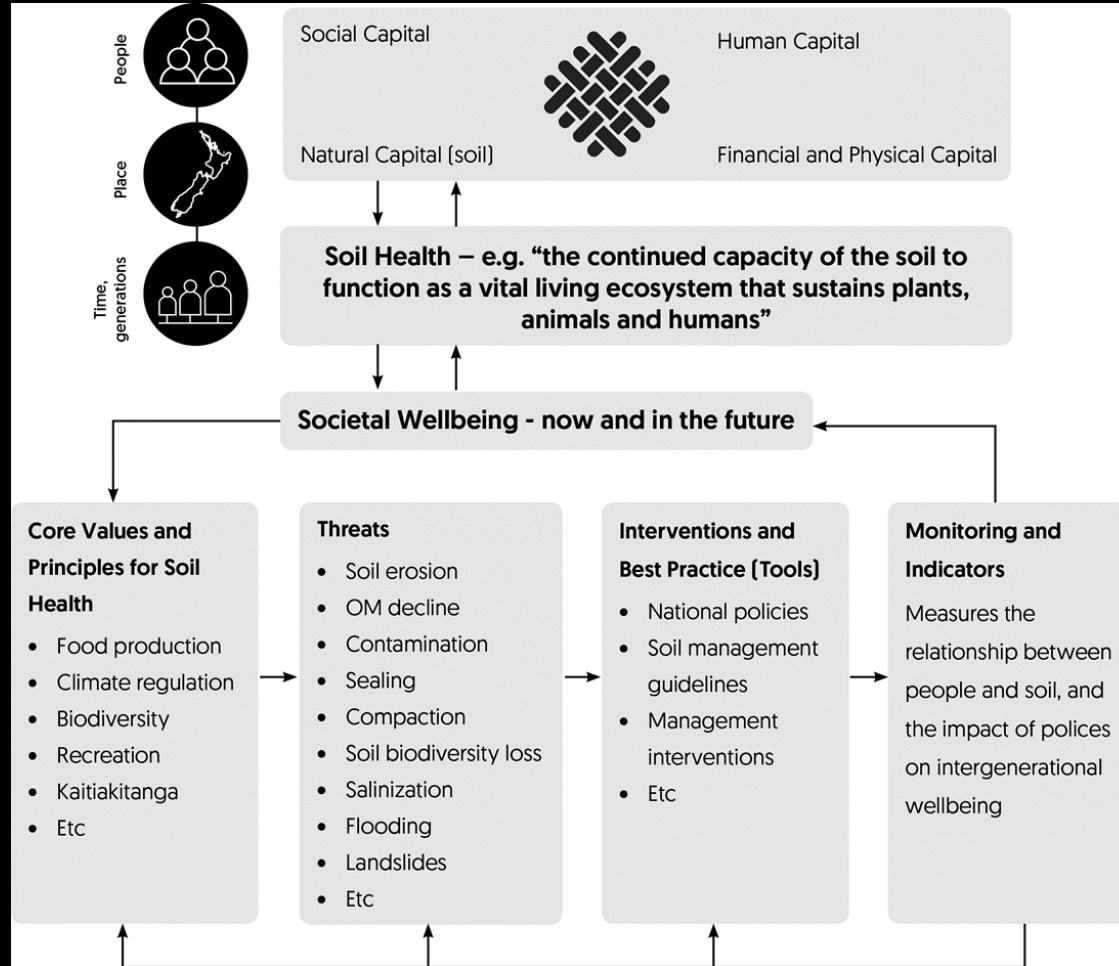 People
Place
Time,
generations
Social Capital
Human Capital
Natural Capital (soil)
Financial and Physical Capital
Soil Health – e.g. “the continued capacity of the soil to
function as a vital living ecosystem that sustains plants,
animals and humans”
Societal Wellbeing - now and in the future
Core Values and
Principles for Soil
Health
• Food production
• Climate regulation
• Biodiversity
• Recreation
• Kaitiakitanga
• Etc
Threats
• Soil erosion
• OM decline
• Contamination
• Sealing
• Compaction
• Soil biodiversity loss
• Salinization
• Flooding
• Landslides
• Etc
Interventions and
Best Practice (Tools)
• National policies
• Soil management
guidelines
• Management
interventions
• Etc
Monitoring and
Indicators
Measures the
relationship between
people and soil, and
the impact of polices
on intergenerational
wellbeing